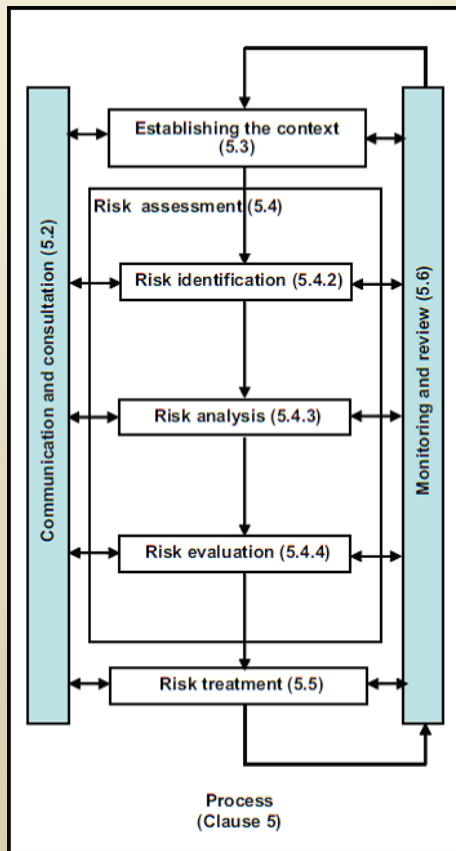 Establishing the context
(5.3)
Risk assessment (5.4)
Risk identification (5.4.2)
Risk analysis (5.4.3)
Risk evaluation (5.4.4)
Risk treatment (5.5)
Communication and consultation (5.2)
Monitoring and review (5.6)
Process
(Clause 5)